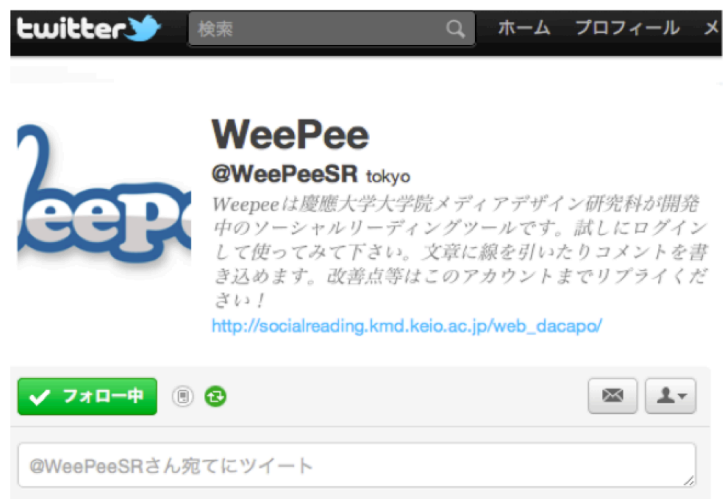 twitter 検索 ホーム プロフィール メ
WeePee
@WeePeeSR tokyo
eepe
Weepeeは慶應大学大学院メディアデザイン研究科が開発
中のソーシャルリーディングツールです。試しにログイン
して使ってみて下さい。文章に線を引いたりコメントを書
き込めます。改善点等はこのアカウントまでリプライくだ
さい！
http://socialreading.kmd.keio.ac.jp/web_dacapo/
フォロー中
@WeePeeSRさん宛てにツイート